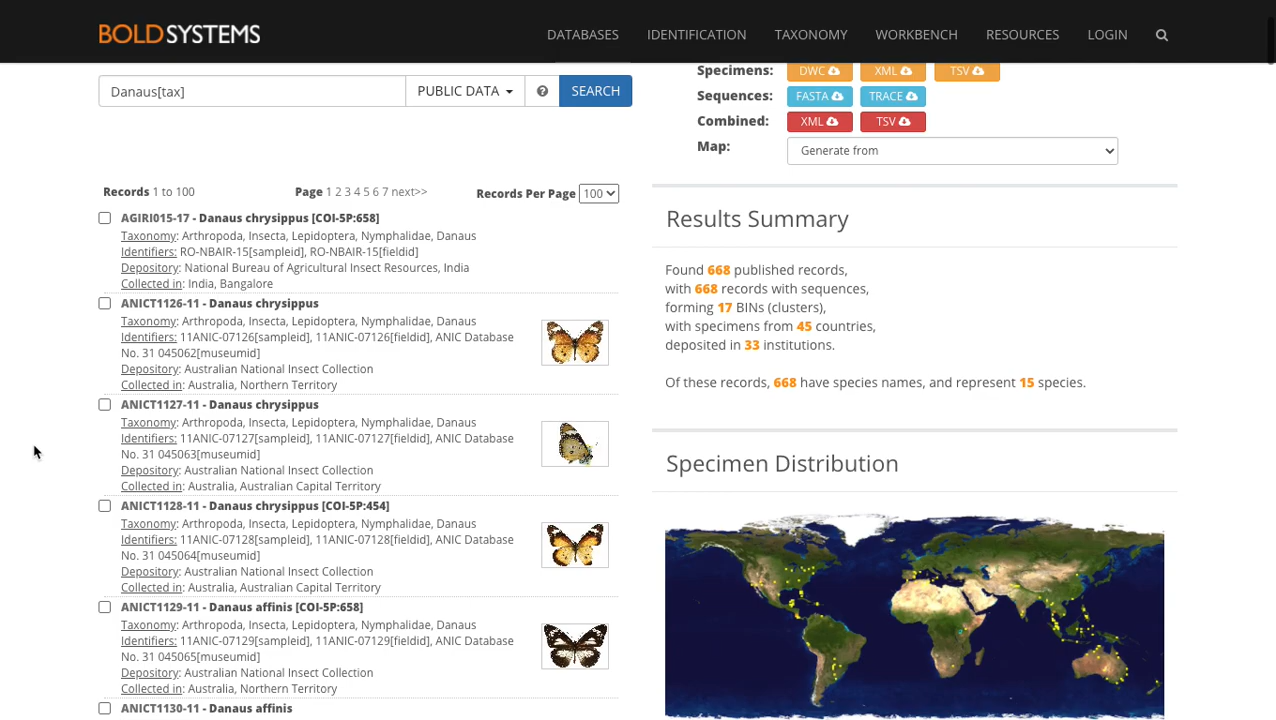 BOLDSYSTEMS
DATABASES IDENTIFICATION TAXONOMY WORKBENCH RESOURCES LOGIN
Danaus[tax] PUBLIC DATA SEARCH
Records 1 to 100 Page 1 2 3 4 5 6 7 next>> Records Per Page 100
AGIRI015-17 - Danaus chrysippus [COI-5P:658]
Taxonomy: Arthropoda, Insecta, Lepidoptera, Nymphalidae, Danaus
Identifiers: RO-NBAIR-15[sampleid], RO-NBAIR-15[fieldid]
Depository: National Bureau of Agricultural Insect Resources, India
Collected in: India, Bangalore
ANICT1126-11 - Danaus chrysippus
Taxonomy: Arthropoda, Insecta, Lepidoptera, Nymphalidae, Danaus
Identifiers: 11ANIC-07126[sampleid], 11ANIC-07126[fieldid], ANIC Database
No. 31 045062[museumid]
Depository: Australian National Insect Collection
Collected in: Australia, Northern Territory
ANICT1127-11 - Danaus chrysippus
Taxonomy: Arthropoda, Insecta, Lepidoptera, Nymphalidae, Danaus
Identifiers: 11ANIC-07127[sampleid], 11ANIC-07127[fieldid], ANIC Database
No. 31 045063[museumid]
Depository: Australian National Insect Collection
Collected in: Australia, Australian Capital Territory
ANICT1128-11 - Danaus chrysippus [COI-5P:454]
Taxonomy: Arthropoda, Insecta, Lepidoptera, Nymphalidae, Danaus
Identifiers: 11ANIC-07128[sampleid], 11ANIC-07128[fieldid], ANIC Database
No. 31 045064[museumid]
Depository: Australian National Insect Collection
Collected in: Australia, Australian Capital Territory
ANICT1129-11 - Danaus affinis [COI-5P:658]
Taxonomy: Arthropoda, Insecta, Lepidoptera, Nymphalidae, Danaus
Identifiers: 11ANIC-07129[sampleid], 11ANIC-07129[fieldid], ANIC Database
No. 31 045065[museumid]
Depository: Australian National Insect Collection
Collected in: Australia, Northern Territory
ANICT1130-11 - Danaus affinis
Specimens: DWC XML TSV
Sequences: FASTA TRACE
Combined: XML TSV
Map: Generate from
Results Summary
Found 668 published records,
with 668 records with sequences,
forming 17 BINs (clusters),
with specimens from 45 countries,
deposited in 33 institutions.
Of these records, 668 have species names, and represent 15 species.
Specimen Distribution